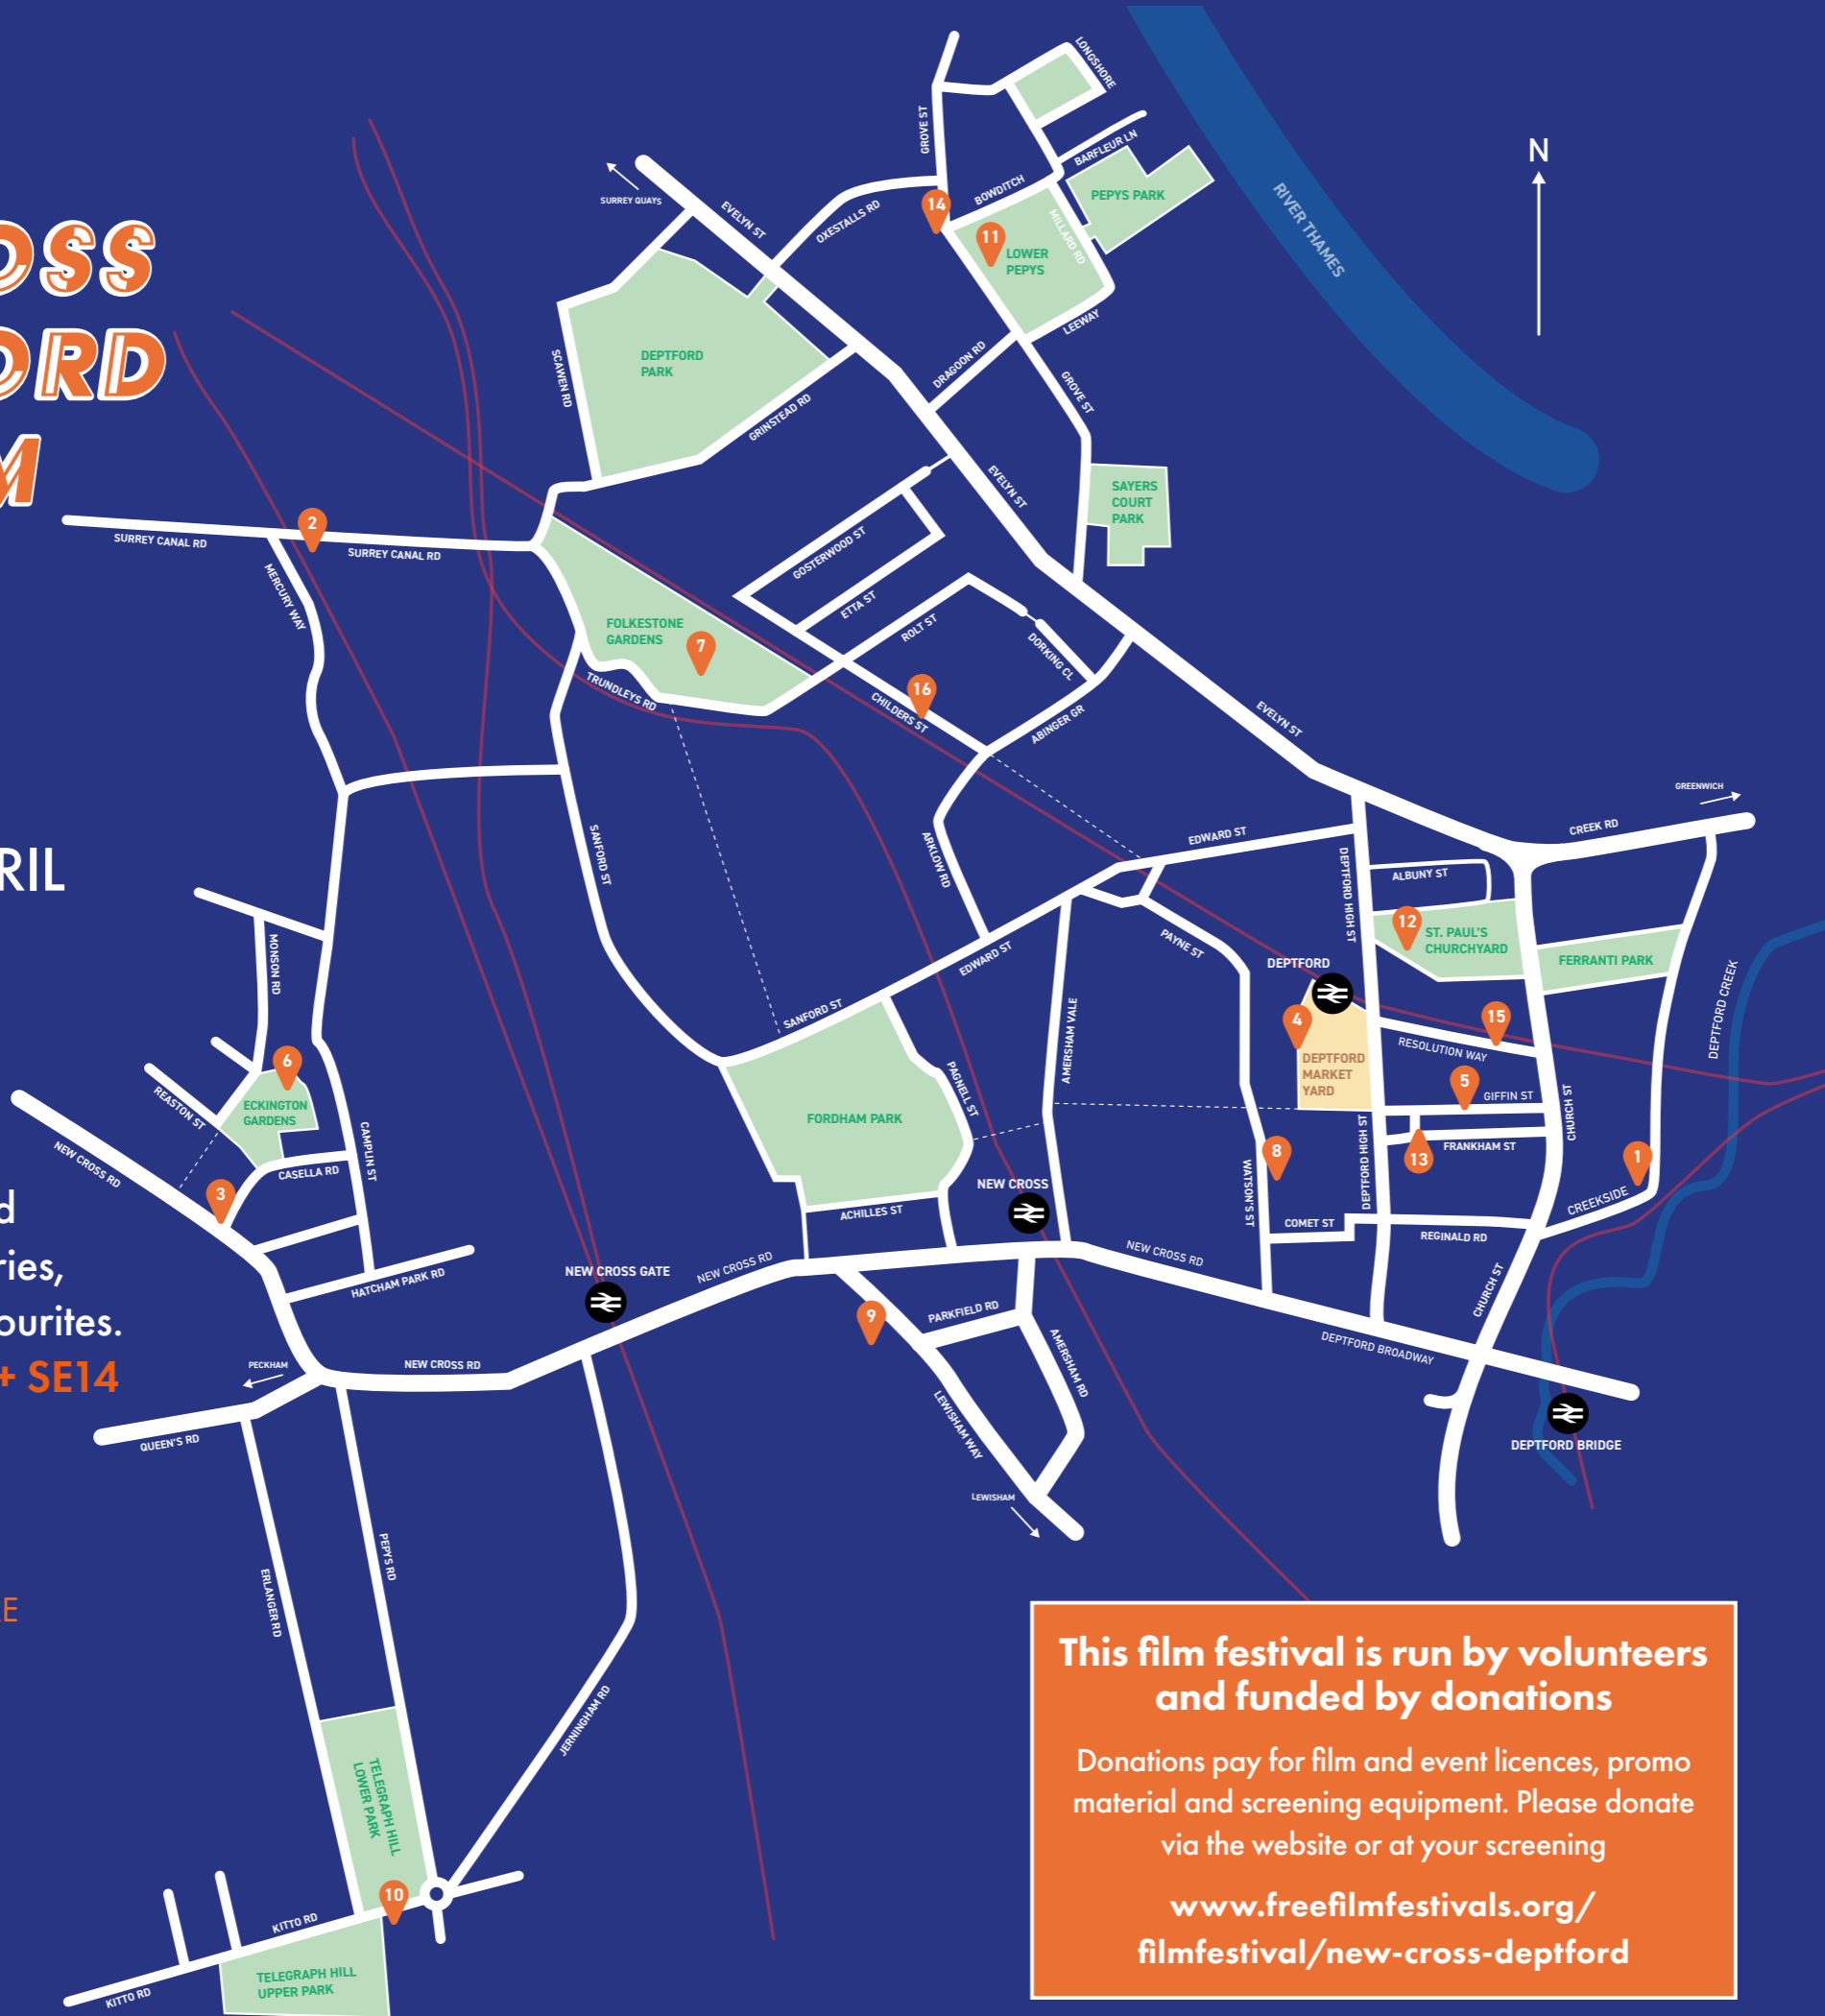 OSS
ORD
M
RIL
d
ries,
ourites.
+ SE14
E
N
RIVER THAMES
LONGSHORE
GROVE ST
BARFLEUR LN
BOWDITCH
PEPYS PARK
MILLARD RD
SURREY QUAYS
EVELYN ST
OXESTALLS RD
14
11
LOWER
PEPYS
LEEWAY
DEPTFORD
PARK
SCAWEN RD
GRINSTEAD RD
DRAGOON RD
GROVE ST
EVELYN ST
SAYERS
COURT
PARK
SURREY CANAL RD
2
SURREY CANAL RD
MERCURY WAY
GOSTERWOOD ST
ETTA ST
ROLT ST
DORKING CL
FOLKESTONE
GARDENS
7
TRUNDLEYS RD
16
CHILDERS ST
ABINGER GR
EVELYN ST
GREENWICH
CREEK RD
SANFORD ST
ARKLOW RD
EDWARD ST
DEPTFORD HIGH ST
ALBUNY ST
12
ST. PAUL'S
CHURCHYARD
FERRANTI PARK
DEPTFORD CREEK
MONSON RD
EDWARD ST
PAYNE ST
DEPTFORD
SANFORD ST
AMERSHAM VALE
4
15
RESOLUTION WAY
DEPTFORD
MARKET
YARD
5
GIFFIN ST
6
ECKINGTON
GARDENS
REASTON ST
CAMPLIN ST
FORDHAM PARK
PAGNELL ST
DEPTFORD HIGH ST
FRANKHAM ST
CHURCH ST
13
8
1
NEW CROSS RD
CASELLA RD
3
NEW CROSS
WATSON'S ST
CREEKSIDE
ACHILLES ST
COMET ST
REGINALD RD
HATCHAM PARK RD
NEW CROSS GATE
NEW CROSS RD
NEW CROSS RD
CHURCH ST
9
PARKFIELD RD
AMERSHAM RD
DEPTFORD BROADWAY
PECKHAM
NEW CROSS RD
QUEEN'S RD
LEWISHAM WAY
DEPTFORD BRIDGE
LEWISHAM
PEPYS RD
ERLANGER RD
JERNINGHAM RD
TELEGRAPH HILL
LOWER PARK
10
KITTO RD
TELEGRAPH HILL
UPPER PARK
KITTO RD
This film festival is run by volunteers
and funded by donations
Donations pay for film and event licences, promo
material and screening equipment. Please donate
via the website or at your screening
www.freefilmfestivals.org/
filmfestival/new-cross-deptford